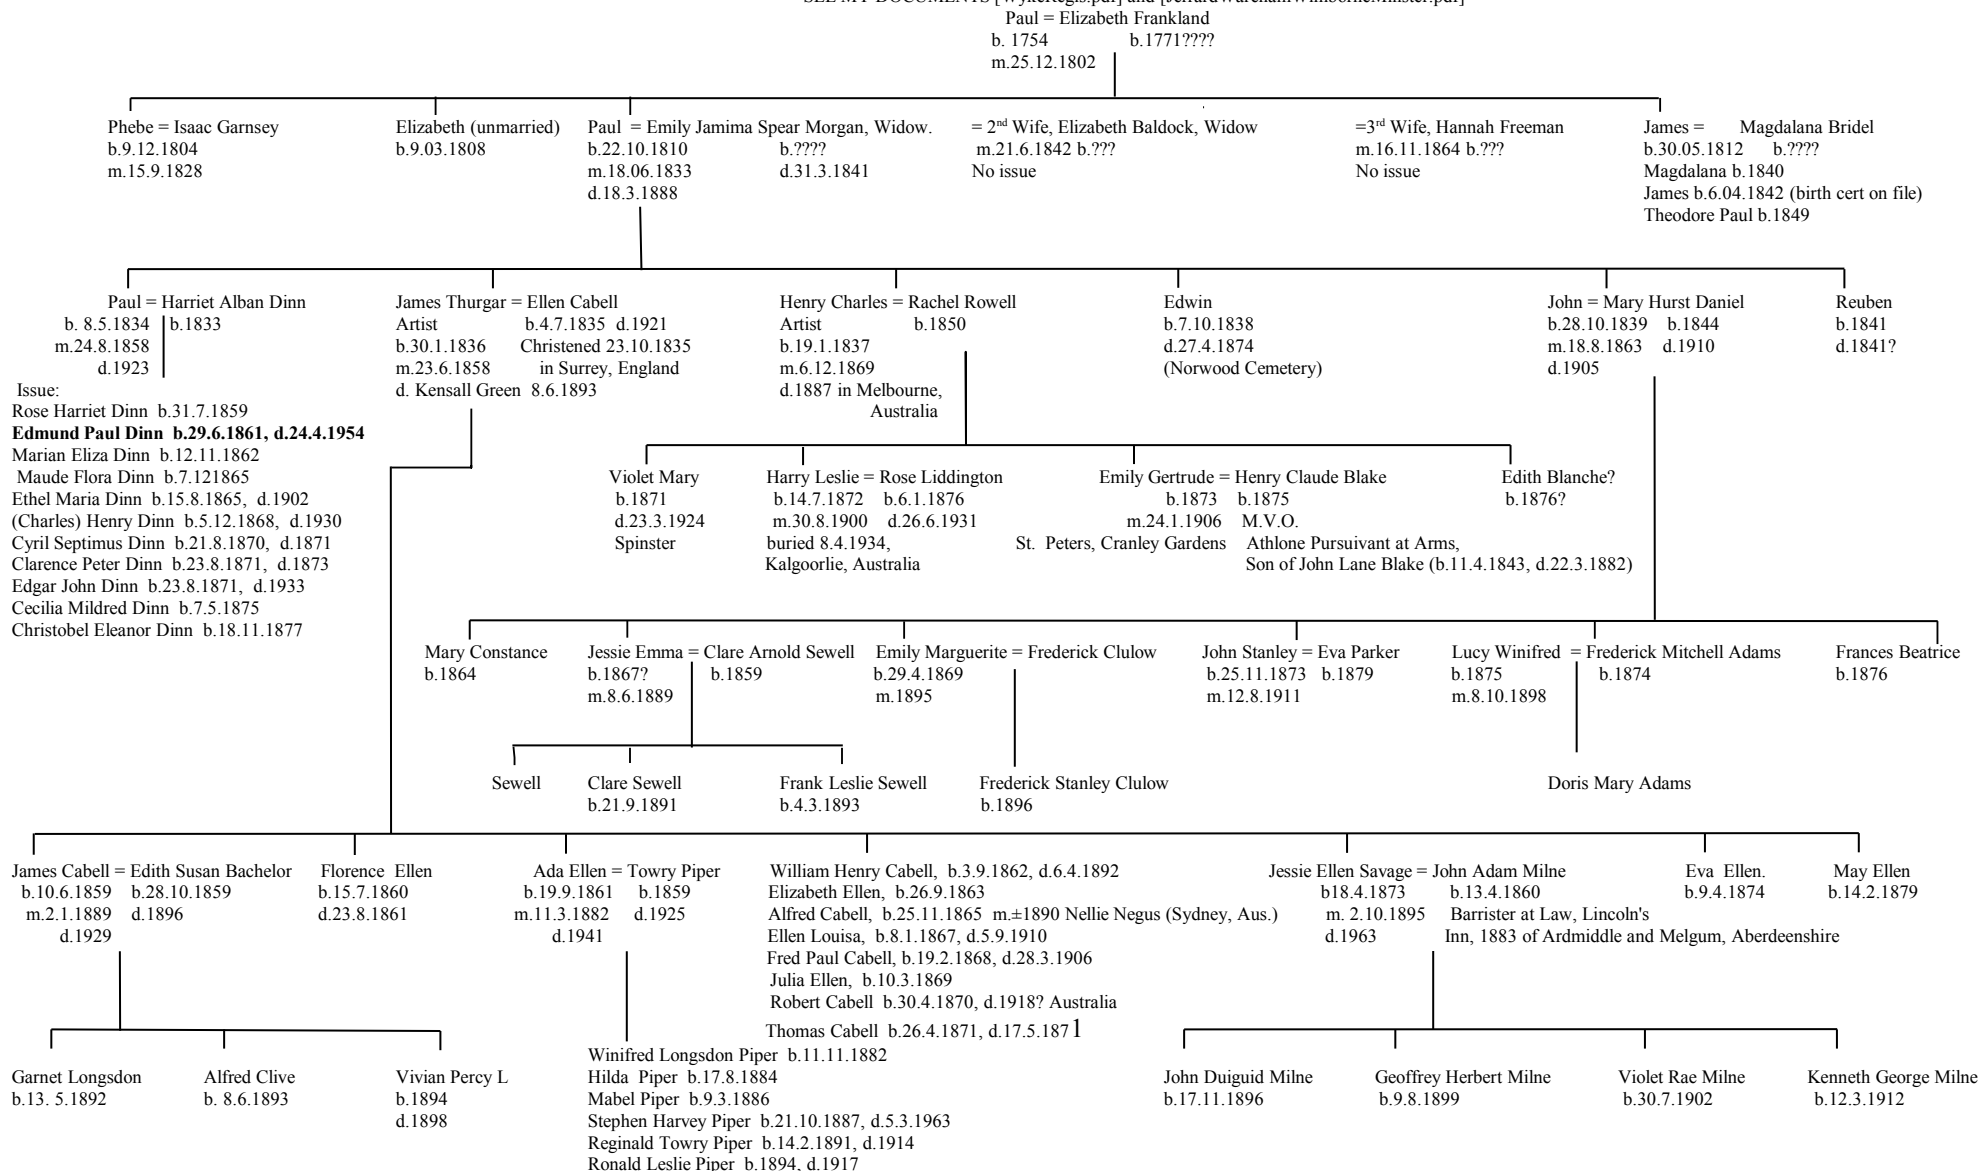 SEE MY DOCUMENTS [WykeRegis.pdf] and [JerrardWarehamWimborneMinster.pdf]
Paul = Elizabeth Frankland
b. 1754 b.1771????
m.25.12.1802
Phebe = Isaac Garnsey
b.9.12.1804
m.15.9.1828
Elizabeth (unmarried)
b.9.03.1808
Paul = Emily Jamima Spear Morgan, Widow.
b.22.10.1810 b.????
m.18.06.1833 d.31.3.1841
d.18.3.1888
= 2nd Wife, Elizabeth Baldock, Widow
m.21.6.1842 b.???
No issue
=3rd Wife, Hannah Freeman
m.16.11.1864 b.???
No issue
James = Magdalana Bridel
b.30.05.1812 b.????
Magdalana b.1840
James b.6.04.1842 (birth cert on file)
Theodore Paul b.1849
Paul = Harriet Alban Dinn
b. 8.5.1834 b.1833
m.24.8.1858
d.1923
Issue:
Rose Harriet Dinn b.31.7.1859
Edmund Paul Dinn b.29.6.1861, d.24.4.1954
Marian Eliza Dinn b.12.11.1862
Maude Flora Dinn b.7.121865
Ethel Maria Dinn b.15.8.1865, d.1902
(Charles) Henry Dinn b.5.12.1868, d.1930
Cyril Septimus Dinn b.21.8.1870, d.1871
Clarence Peter Dinn b.23.8.1871, d.1873
Edgar John Dinn b.23.8.1871, d.1933
Cecilia Mildred Dinn b.7.5.1875
Christobel Eleanor Dinn b.18.11.1877
James Thurgar = Ellen Cabell
Artist b.4.7.1835 d.1921
b.30.1.1836 Christened 23.10.1835
m.23.6.1858 in Surrey, England
d. Kensall Green 8.6.1893
Henry Charles = Rachel Rowell
Artist b.1850
b.19.1.1837
m.6.12.1869
d.1887 in Melbourne,
Australia
Edwin
b.7.10.1838
d.27.4.1874
(Norwood Cemetery)
John = Mary Hurst Daniel
b.28.10.1839 b.1844
m.18.8.1863 d.1910
d.1905
Reuben
b.1841
d.1841?
Violet Mary
b.1871
d.23.3.1924
Spinster
Harry Leslie = Rose Liddington
b.14.7.1872 b.6.1.1876
m.30.8.1900 d.26.6.1931
buried 8.4.1934,
Kalgoorlie, Australia
Emily Gertrude = Henry Claude Blake
b.1873 b.1875
m.24.1.1906 M.V.O.
St. Peters, Cranley Gardens Athlone Pursuivant at Arms,
Son of John Lane Blake (b.11.4.1843, d.22.3.1882)
Edith Blanche?
b.1876?
Mary Constance
b.1864
Jessie Emma = Clare Arnold Sewell
b.1867? b.1859
m.8.6.1889
Emily Marguerite = Frederick Clulow
b.29.4.1869
m.1895
John Stanley = Eva Parker
b.25.11.1873 b.1879
m.12.8.1911
Lucy Winifred = Frederick Mitchell Adams
b.1875 b.1874
m.8.10.1898
Frances Beatrice
b.1876
Sewell
Clare Sewell
b.21.9.1891
Frank Leslie Sewell
b.4.3.1893
Frederick Stanley Clulow
b.1896
Doris Mary Adams
James Cabell = Edith Susan Bachelor
b.10.6.1859 b.28.10.1859
m.2.1.1889 d.1896
d.1929
Florence Ellen
b.15.7.1860
d.23.8.1861
Ada Ellen = Towry Piper
b.19.9.1861 b.1859
m.11.3.1882 d.1925
d.1941
William Henry Cabell, b.3.9.1862, d.6.4.1892
Elizabeth Ellen, b.26.9.1863
Alfred Cabell, b.25.11.1865 m.±1890 Nellie Negus (Sydney, Aus.)
Ellen Louisa, b.8.1.1867, d.5.9.1910
Fred Paul Cabell, b.19.2.1868, d.28.3.1906
Julia Ellen, b.10.3.1869
Robert Cabell b.30.4.1870, d.1918? Australia
Thomas Cabell b.26.4.1871, d.17.5.1871
Jessie Ellen Savage = John Adam Milne
b18.4.1873 b.13.4.1860
m. 2.10.1895 Barrister at Law, Lincoln's
d.1963 Inn, 1883 of Ardmiddle and Melgum, Aberdeenshire
Eva Ellen.
b.9.4.1874
May Ellen
b.14.2.1879
Garnet Longsdon
b.13. 5.1892
Alfred Clive
b. 8.6.1893
Vivian Percy L
b.1894
d.1898
Winifred Longsdon Piper b.11.11.1882
Hilda Piper b.17.8.1884
Mabel Piper b.9.3.1886
Stephen Harvey Piper b.21.10.1887, d.5.3.1963
Reginald Towry Piper b.14.2.1891, d.1914
Ronald Leslie Piper b.1894, d.1917
John Duiguid Milne
b.17.11.1896
Geoffrey Herbert Milne
b.9.8.1899
Violet Rae Milne
b.30.7.1902
Kenneth George Milne
b.12.3.1912